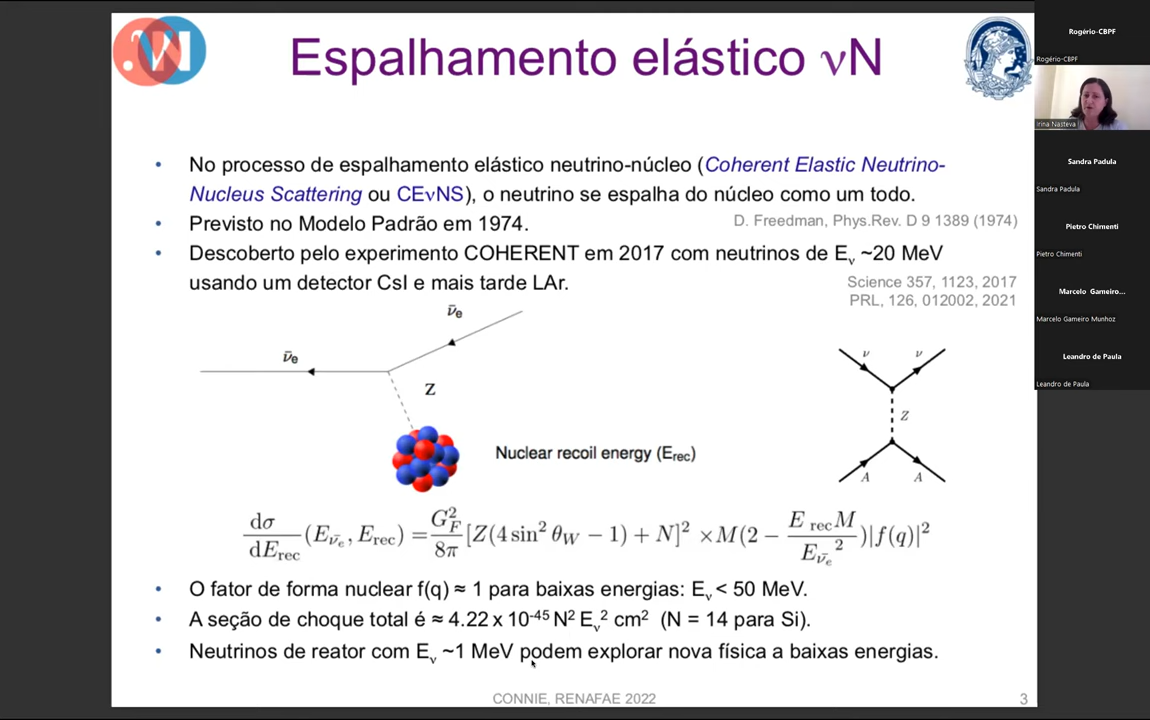 Espalhamento elástico νN
• No processo de espalhamento elástico neutrino-núcleo (Coherent Elastic Neutrino-
Nucleus Scattering ou CEνNS), o neutrino se espalha do núcleo como um todo.
• Previsto no Modelo Padrão em 1974.
D. Freedman, Phys.Rev. D 9 1389 (1974)
• Descoberto pelo experimento COHERENT em 2017 com neutrinos de Eν ~20 MeV
usando um detector CsI e mais tarde LAr.
Science 357, 1123, 2017
PRL, 126, 012002, 2021
ν̄e
ν̄e
Z
Nuclear recoil energy (Erec)
ν ν
Z
A A
dσ/dErec (Eν̄e, Erec) = G²F/8π [Z(4 sin² θW − 1) + N]² ×M(2 − E rec M / Eν̄e²)|f(q)|²
• O fator de forma nuclear f(q) ≈ 1 para baixas energias: Eν < 50 MeV.
• A seção de choque total é ≈ 4.22 x 10⁻⁴⁵ N² Eν² cm² (N = 14 para Si).
• Neutrinos de reator com Eν ~1 MeV podem explorar nova física a baixas energias.
CONNIE, RENAFAE 2022
3
Rogério-CBPF
Rogério-CBPF
Irina Nasteva
Sandra Padula
Sandra Padula
Pietro Chimenti
Pietro Chimenti
Marcelo Gameiro...
Marcelo Gameiro Munhoz
Leandro de Paula
Leandro de Paula